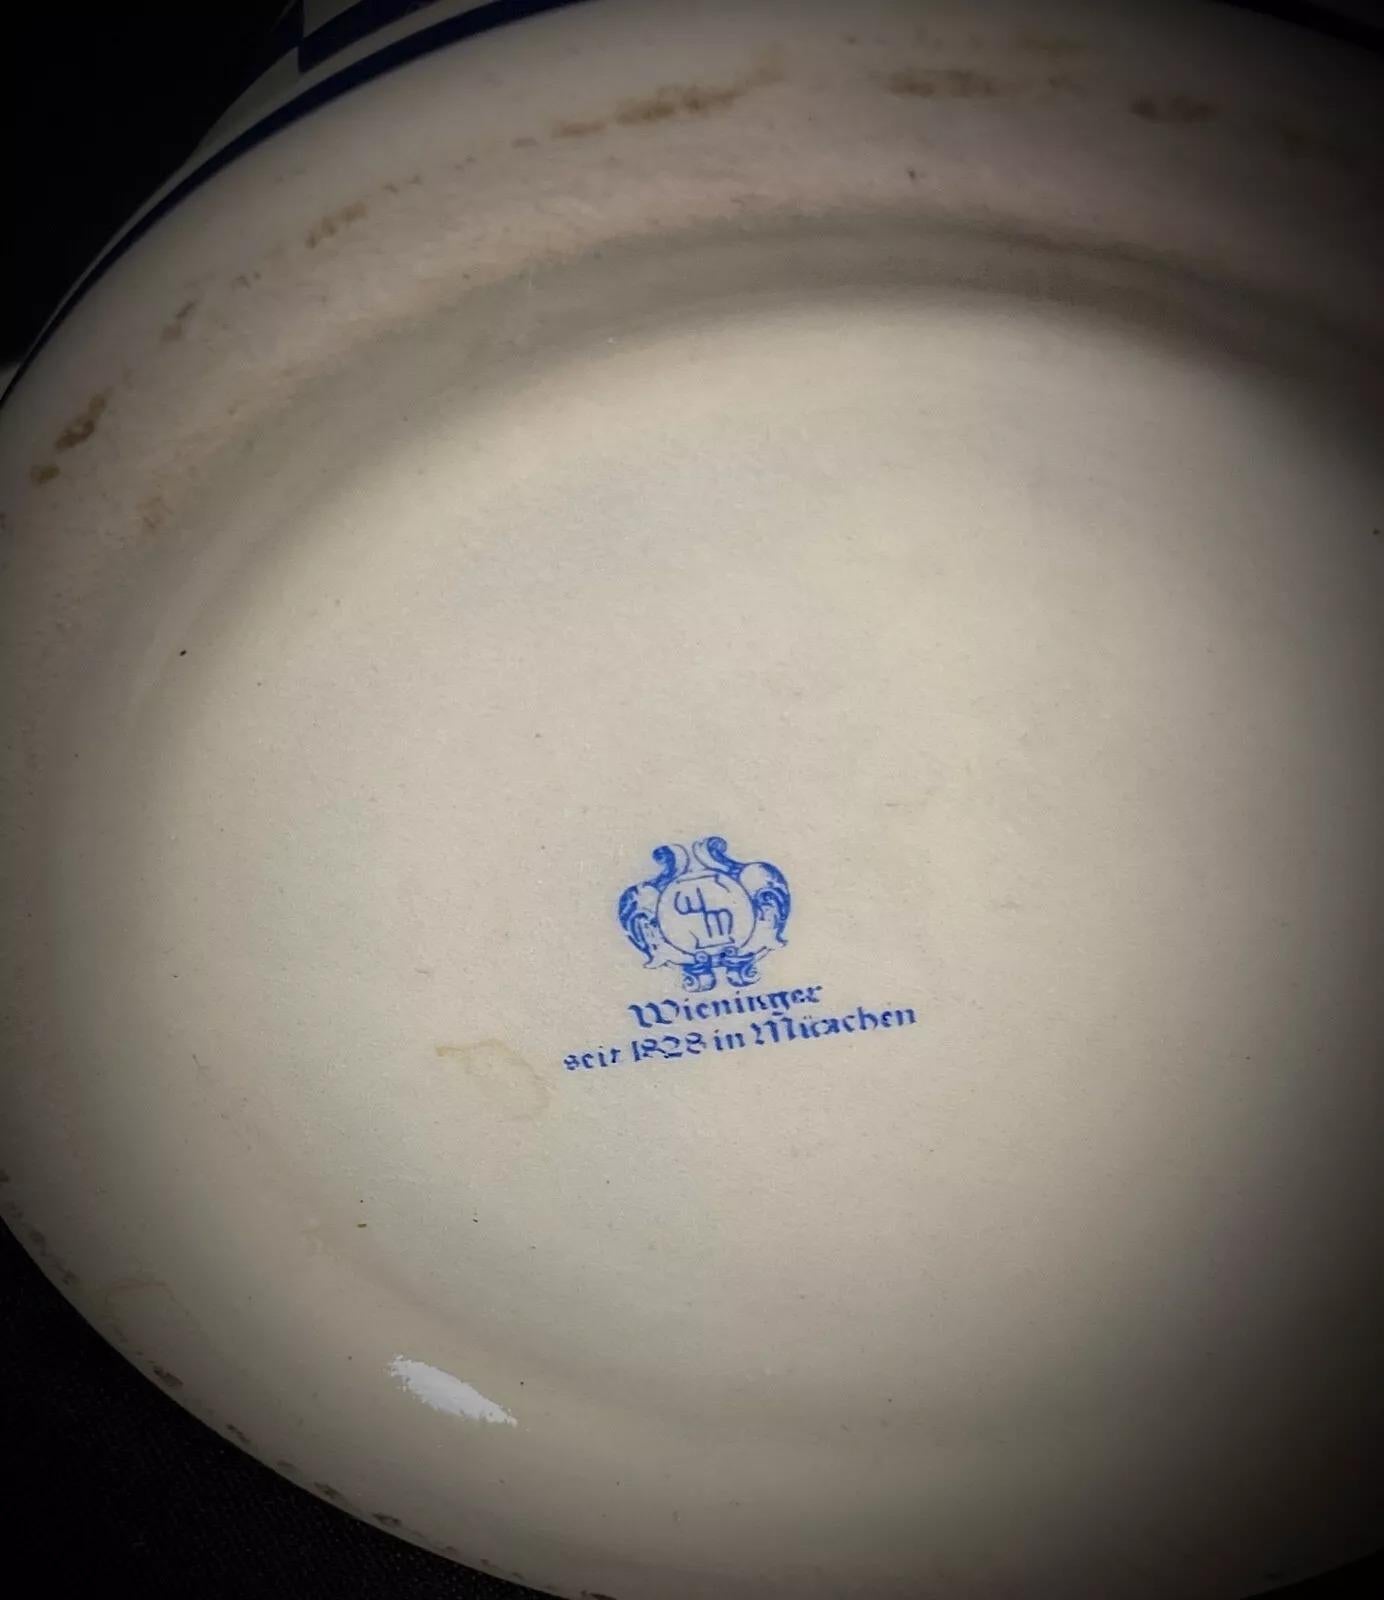 WM
Wieninger
seit 1828 in München